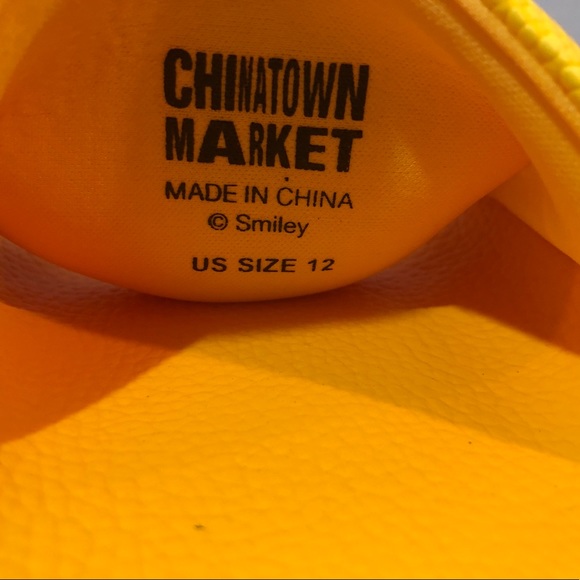 CHINATOWN
MARKET
MADE IN CHINA
© Smiley
US SIZE 12